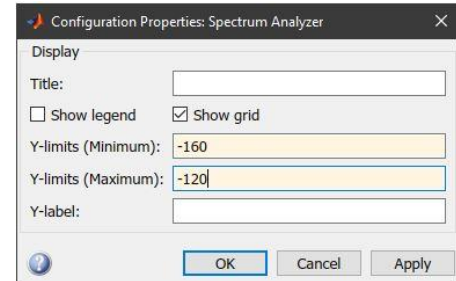 Configuration Properties: Spectrum Analyzer
Display
Title:
Show legend Show grid
Y-limits (Minimum): -160
Y-limits (Maximum): -120
Y-label:
OK Cancel Apply